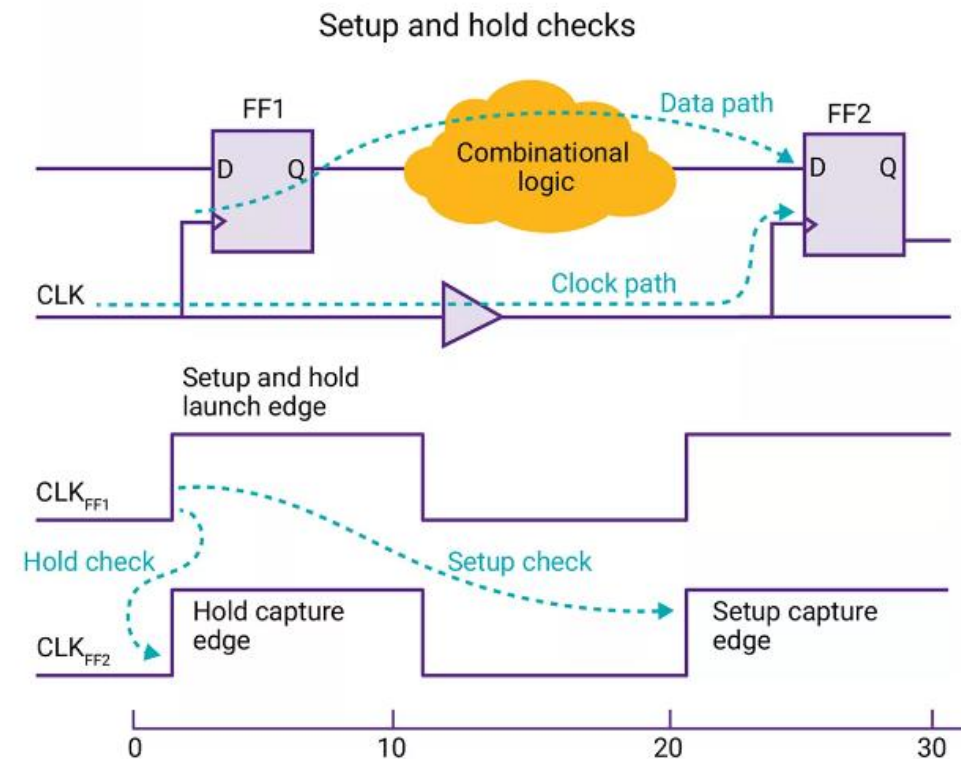 Setup and hold checks
FF1
Data path
FF2
D
Q
Combinational
logic
D
Q
CLK
Clock path
Setup and hold
launch edge
CLKFF1
Hold check
Setup check
Hold capture
edge
Setup capture
edge
CLKFF2
0
10
20
30